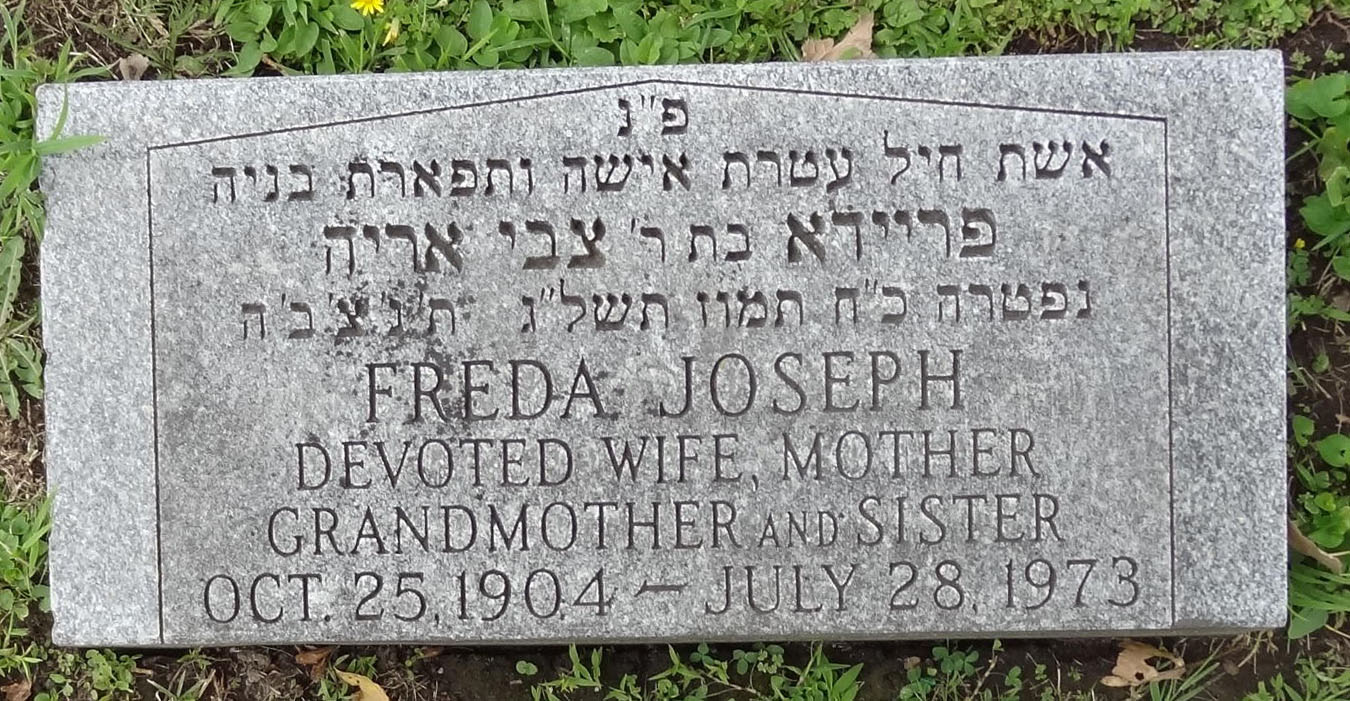 פ"נ
אשת חיל עטרת אישה ותפארת בניה
פריידא בת ר' צבי אריה
נפטרה כ"ח תמוז תשל"ג ת'נ'צ'ב'ה
FREDA JOSEPH
DEVOTED WIFE, MOTHER
GRANDMOTHER AND SISTER
OCT. 25, 1904 – JULY 28, 1973